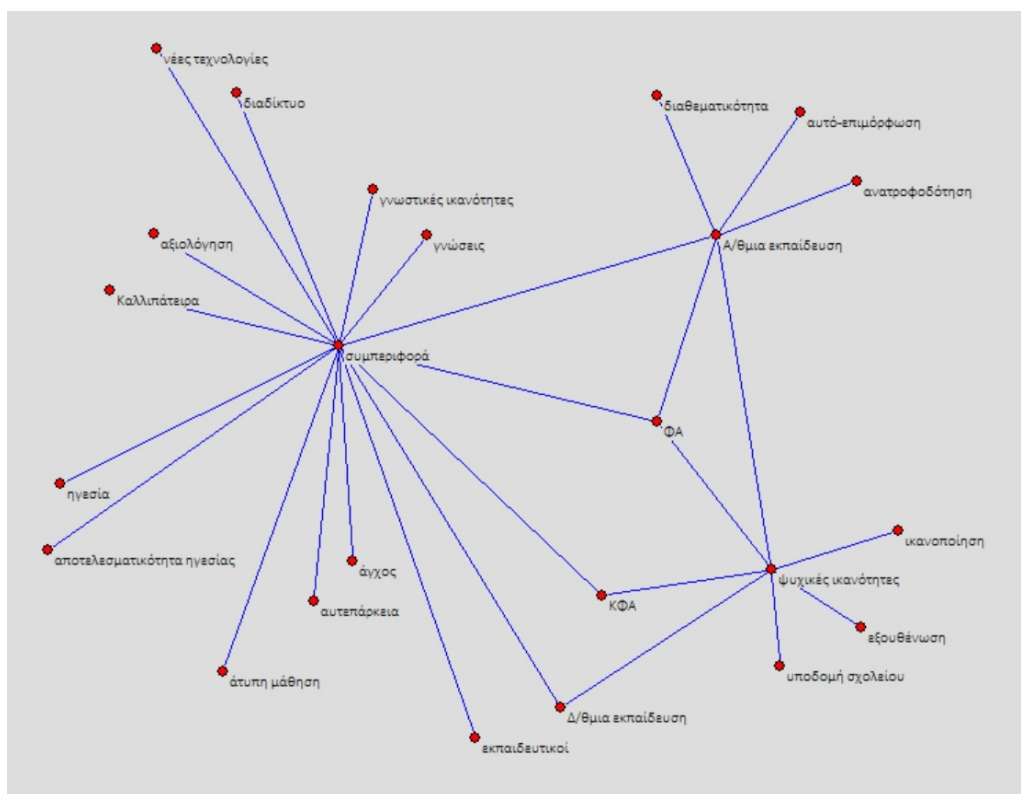 νέες τεχνολογίες
διαδίκτυο
διαθεματικότητα
αυτό-επιμόρφωση
γνωστικές ικανότητες
ανατροφοδότηση
αξιολόγηση
γνώσεις
Α/θμια εκπαίδευση
Καλλιπάτειρα
συμπεριφορά
ΦΑ
ηγεσία
αποτελεσματικότητα ηγεσίας
άγχος
ικανοποίηση
ψυχικές ικανότητες
αυτεπάρκεια
ΚΦΑ
εξουθένωση
άτυπη μάθηση
υποδομή σχολείου
Δ/θμια εκπαίδευση
εκπαιδευτικοί